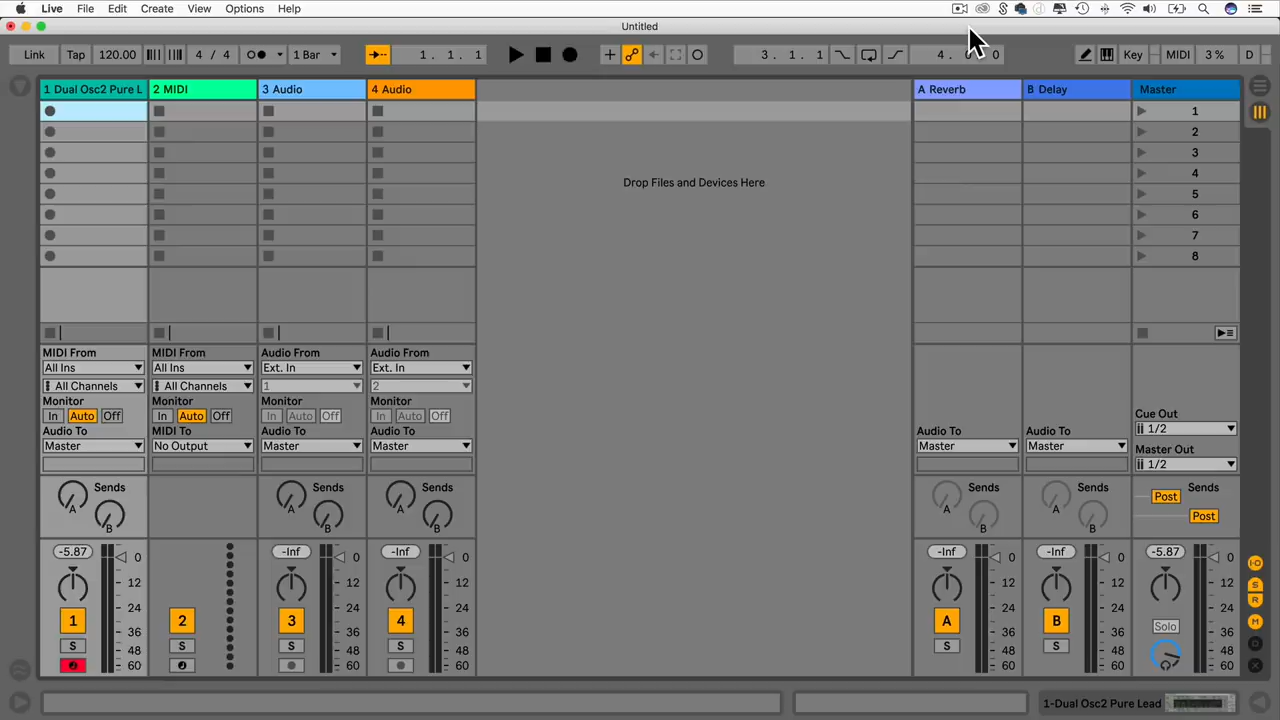 Live File Edit Create View Options Help
Untitled
Link Tap 120.00 4 / 4 1 Bar 1. 1. 1 3. 1. 1 4. 0 0 Key MIDI 3 % D
1 Dual Osc2 Pure L 2 MIDI 3 Audio 4 Audio A Reverb B Delay Master
1
2
Drop Files and Devices Here
3
4
5
6
7
8
MIDI From MIDI From Audio From Audio From
All Ins All Ins Ext. In Ext. In
All Channels All Channels 1 2
Monitor Monitor Monitor Monitor
In Auto Off In Auto Off In Auto Off In Auto Off
Cue Out
1/2
Audio To MIDI To Audio To Audio To Audio To Audio To
Master No Output Master Master Master Master
Master Out
1/2
Sends Sends Sends Sends Sends Sends
A A A A A Post
B B B B B Post
-5.87 0 -Inf 0 -Inf 0 -Inf 0 -Inf 0 -5.87 0
12 12 12 12 12 12
24 24 24 24 24 24
1 2 3 4 A B Solo
36 36 36 36 36 36
S S S S S S
48 48 48 48 48 48
60 60 60 60 60 60
I-O
S
R
M
D
X
1-Dual Osc2 Pure Lead